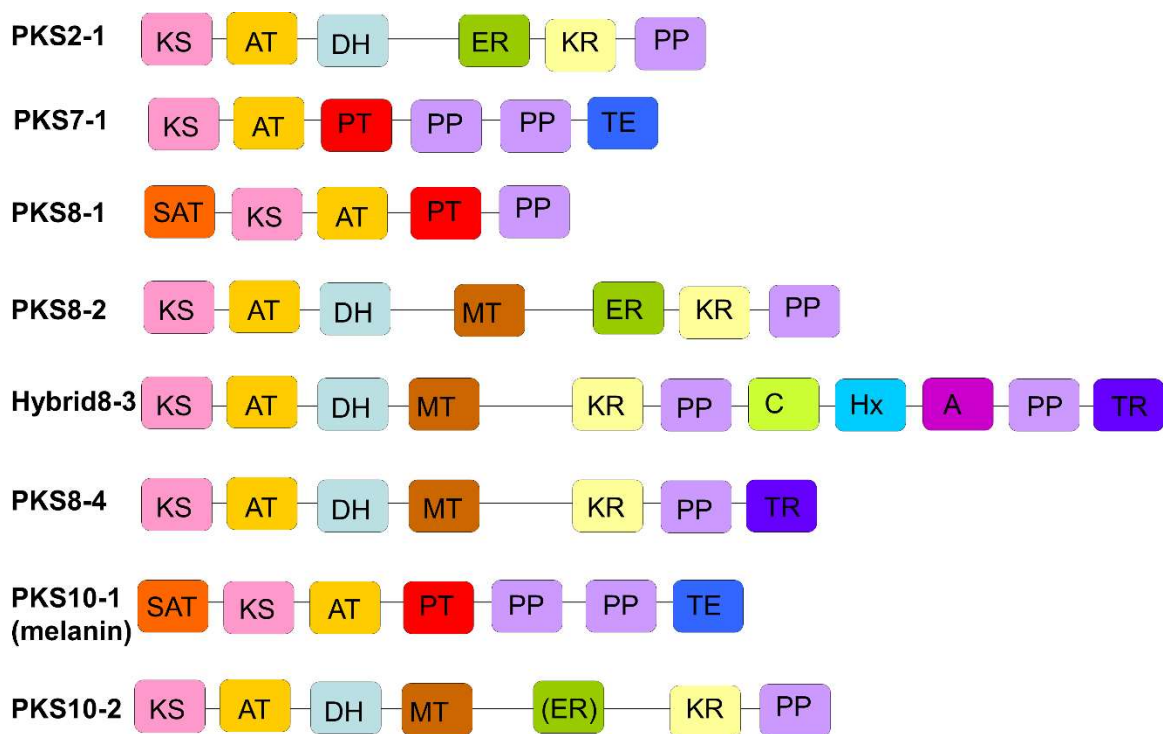 PKS2-1 KS AT DH ER KR PP
PKS7-1 KS AT PT PP PP TE
PKS8-1 SAT KS AT PT PP
PKS8-2 KS AT DH MT ER KR PP
Hybrid8-3 KS AT DH MT KR PP C Hx A PP TR
PKS8-4 KS AT DH MT KR PP TR
PKS10-1 SAT KS AT PT PP PP TE
(melanin)
PKS10-2 KS AT DH MT (ER) KR PP